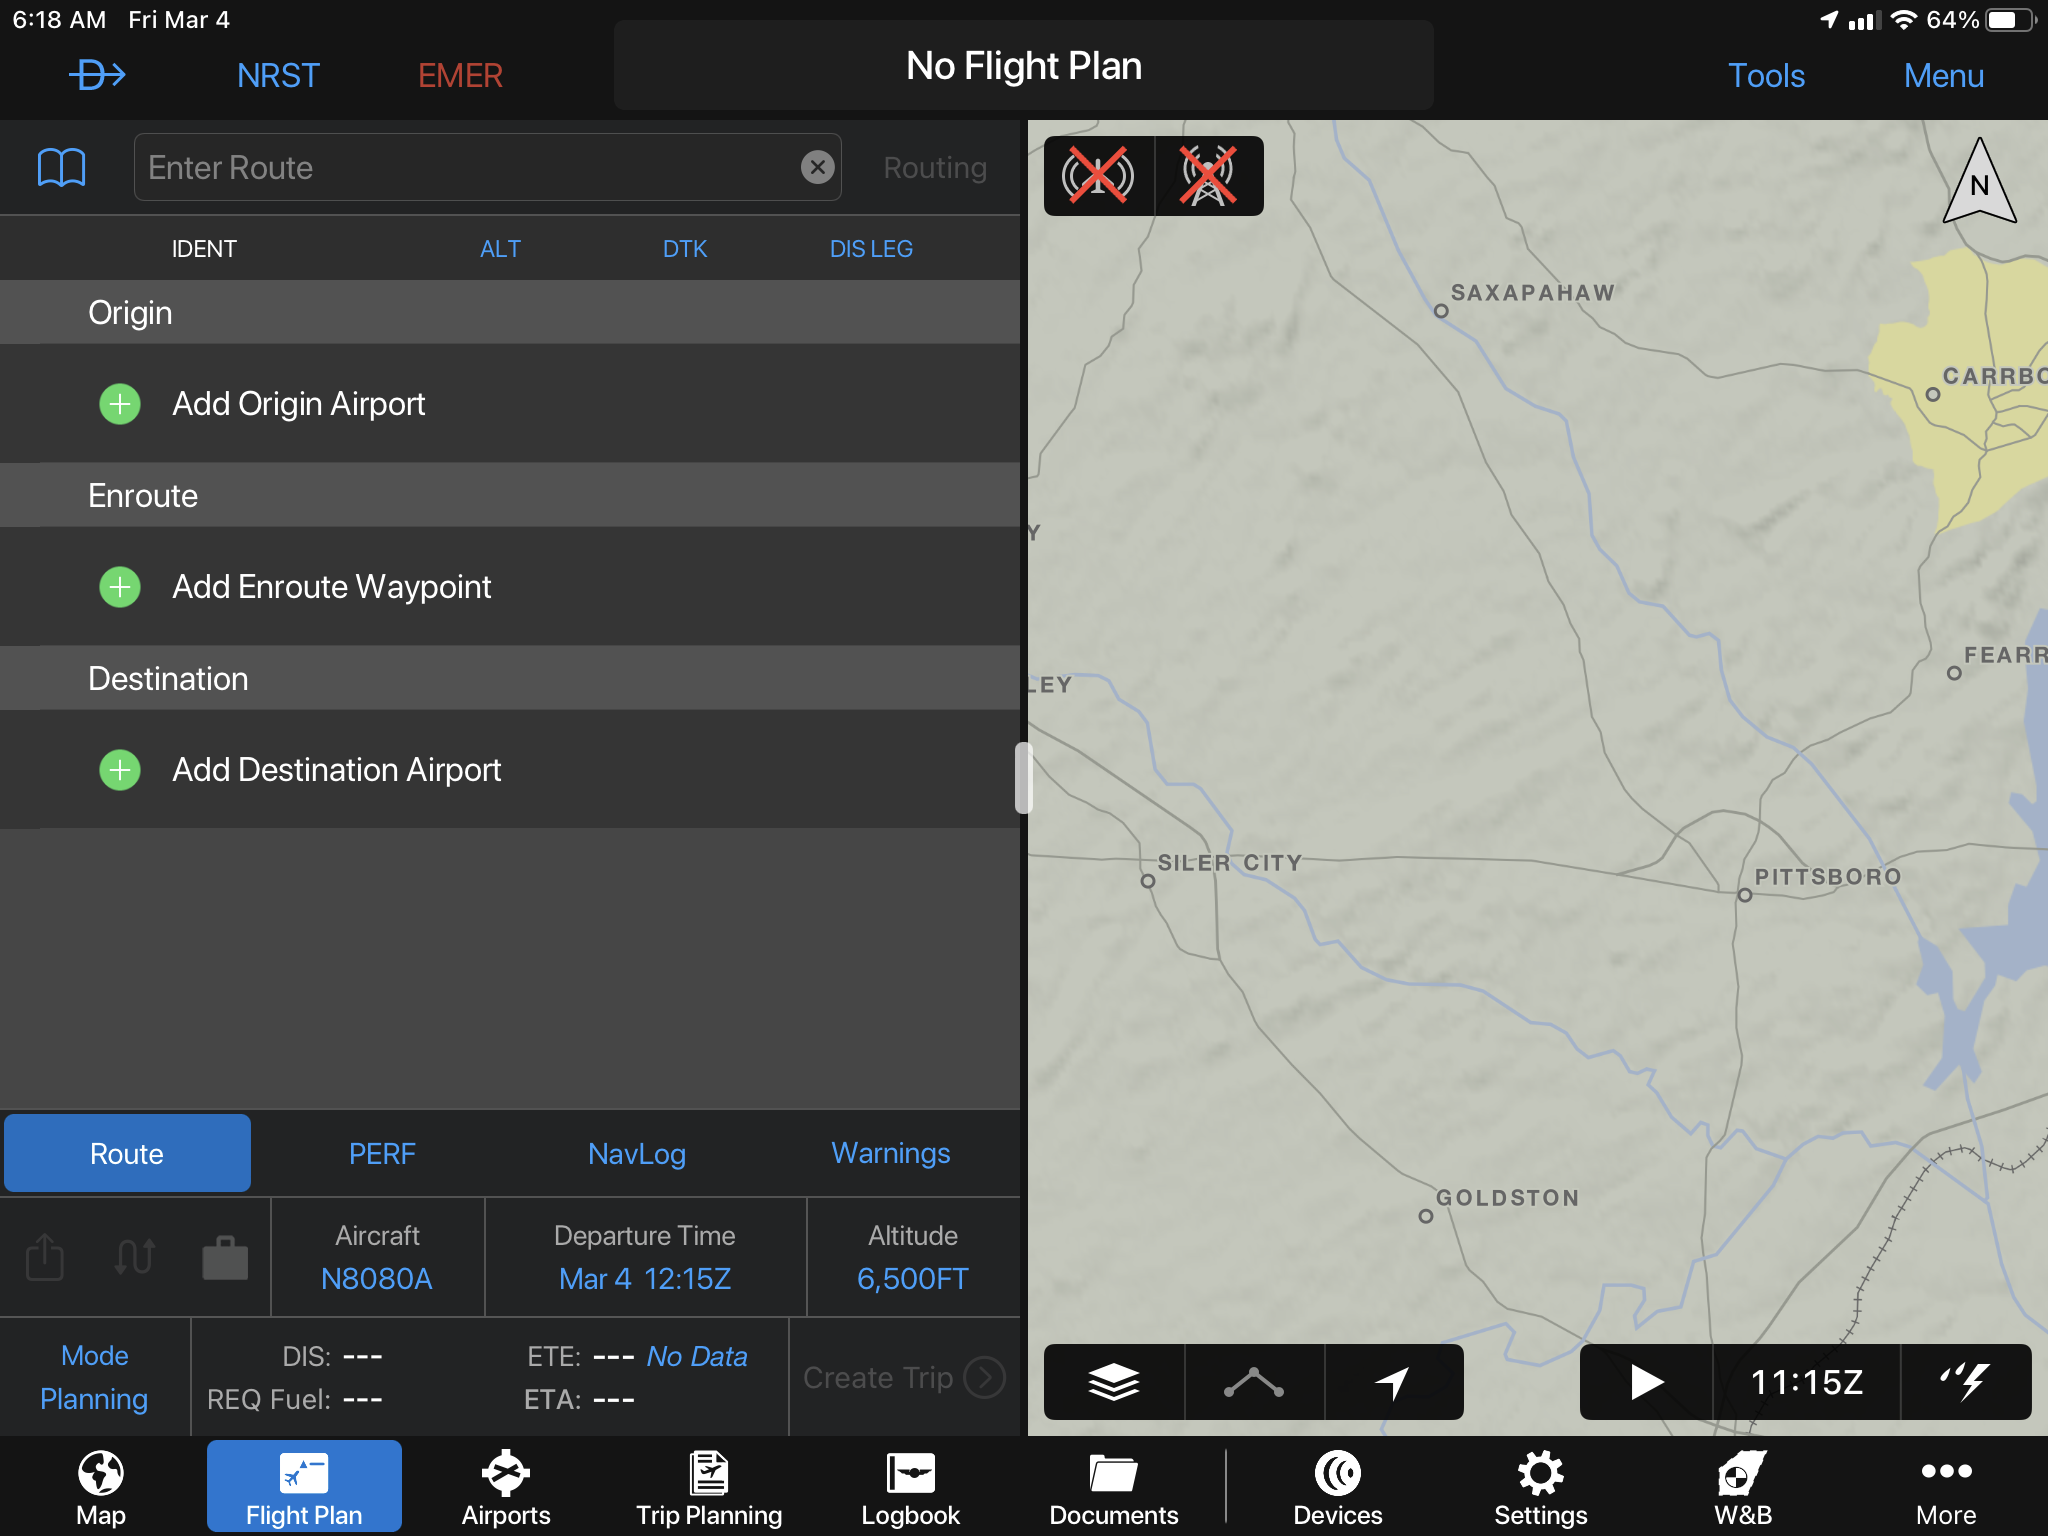 6:18 AM Fri Mar 4
64%
NRST
EMER
No Flight Plan
Tools
Menu
Enter Route
Routing
N
IDENT
ALT
DTK
DIS LEG
Origin
Add Origin Airport
Enroute
Add Enroute Waypoint
Destination
Add Destination Airport
SAXAPAHAW
CARRBO
Y
FEARR
LEY
SILER CITY
PITTSBORO
GOLDSTON
Route
PERF
NavLog
Warnings
Aircraft
N8080A
Departure Time
Mar 4 12:15Z
Altitude
6,500FT
Mode
Planning
DIS: ---
REQ Fuel: ---
ETE: --- No Data
ETA: ---
Create Trip
11:15Z
Map
Flight Plan
Airports
Trip Planning
Logbook
Documents
Devices
Settings
W&B
More